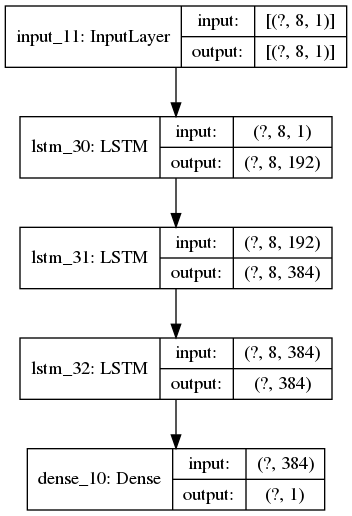 input_11: InputLayer
input: [(?, 8, 1)]
output: [(?, 8, 1)]
lstm_30: LSTM
input: (?, 8, 1)
output: (?, 8, 192)
lstm_31: LSTM
input: (?, 8, 192)
output: (?, 8, 384)
lstm_32: LSTM
input: (?, 8, 384)
output: (?, 384)
dense_10: Dense
input: (?, 384)
output: (?, 1)